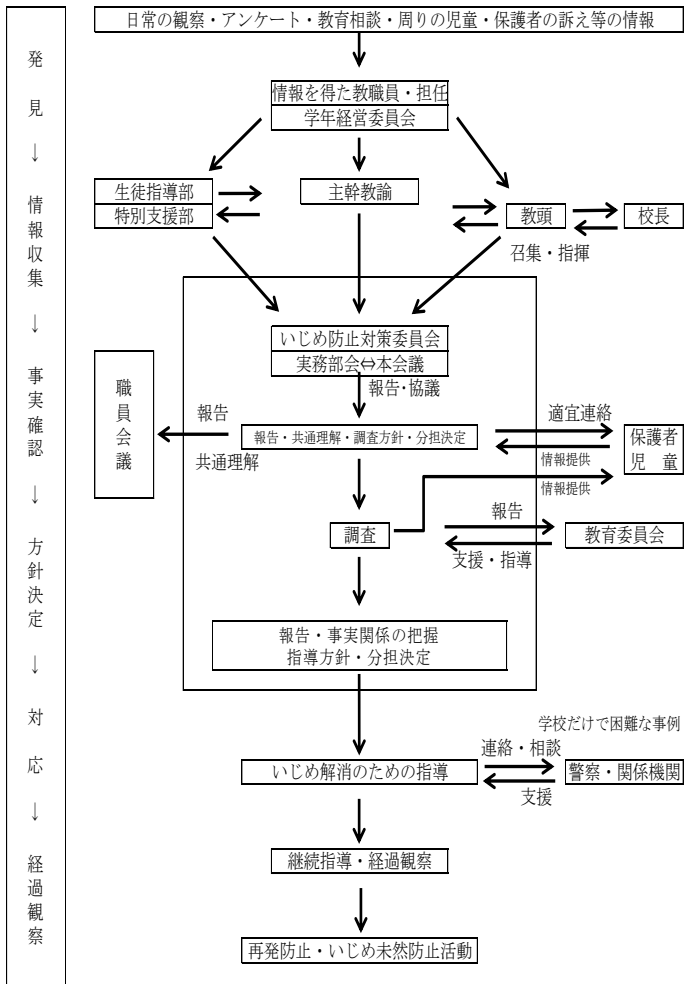 日常の観察・アンケート・教育相談・周りの児童・保護者の訴え等の情報
発見
↓
情報収集
↓
事実確認
↓
方針決定
↓
対応
↓
経過観察
情報を得た教職員・担任
学年経営委員会
生徒指導部
特別支援部
主幹教諭
教頭
校長
召集・指揮
いじめ防止対策委員会
実務部会⇔本会議
報告・協議
職員会議
報告
共通理解
報告・共通理解・調査方針・分担決定
適宜連絡
情報提供
情報提供
保護者
児　童
調査
報告
支援・指導
教育委員会
報告・事実関係の把握
指導方針・分担決定
学校だけで困難な事例
連絡・相談
いじめ解消のための指導
警察・関係機関
支援
継続指導・経過観察
再発防止・いじめ未然防止活動